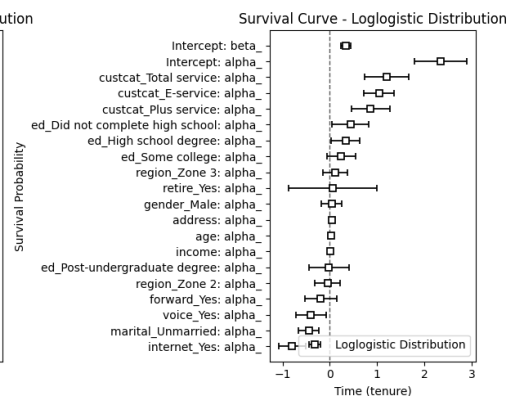 ution
Survival Curve - Loglogistic Distribution
Survival Probability
Intercept: beta_
Intercept: alpha_
custcat_Total service: alpha_
custcat_E-service: alpha_
custcat_Plus service: alpha_
ed_Did not complete high school: alpha_
ed_High school degree: alpha_
ed_Some college: alpha_
region_Zone 3: alpha_
retire_Yes: alpha_
gender_Male: alpha_
address: alpha_
age: alpha_
income: alpha_
ed_Post-undergraduate degree: alpha_
region_Zone 2: alpha_
forward_Yes: alpha_
voice_Yes: alpha_
marital_Unmarried: alpha_
internet_Yes: alpha_
Loglogistic Distribution
−1 0 1 2 3
Time (tenure)